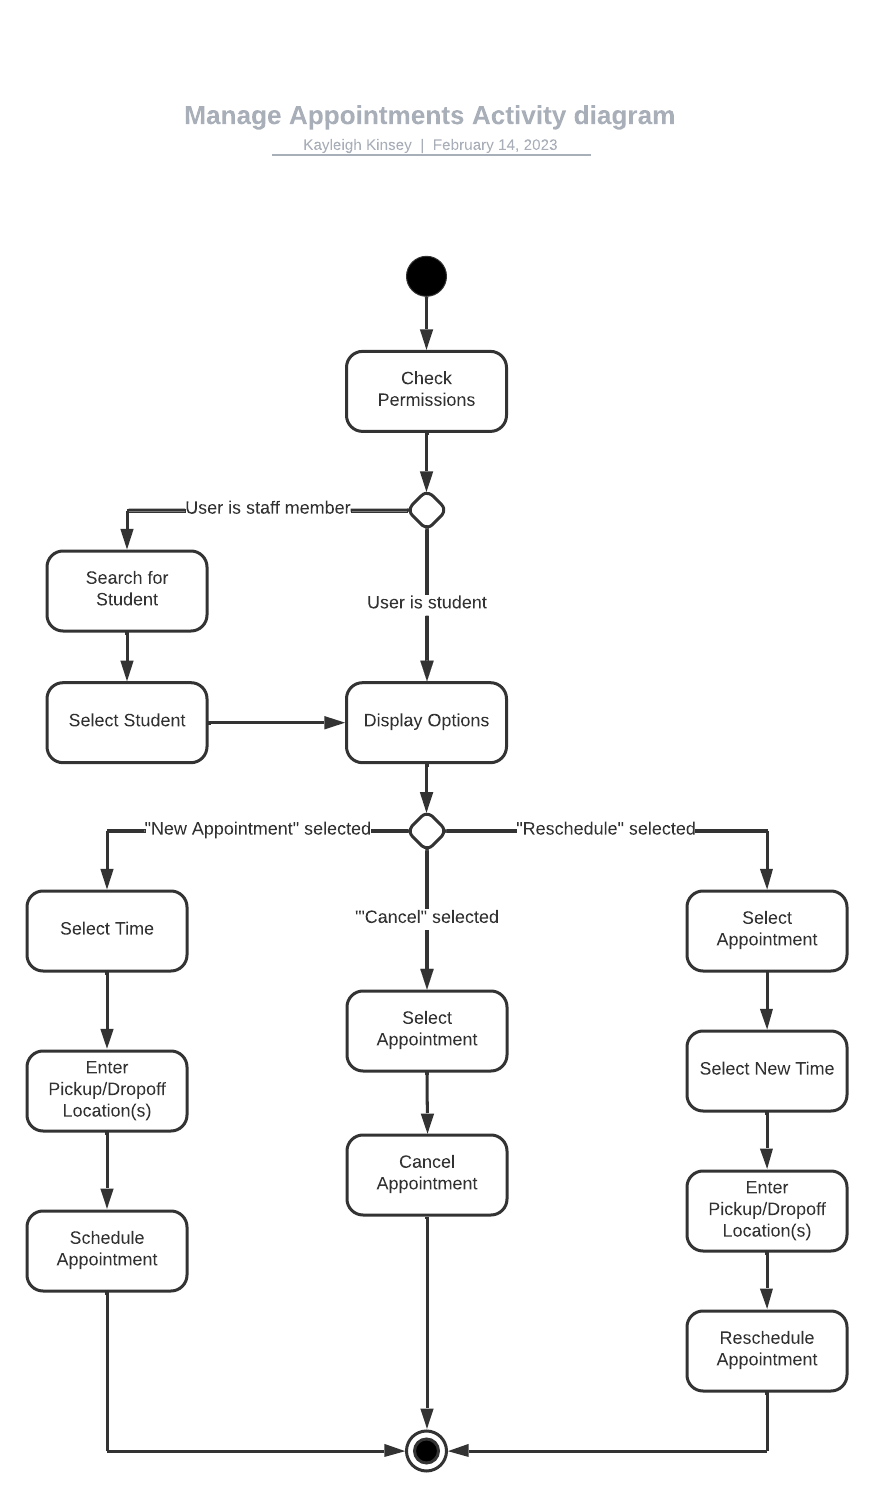 Manage Appointments Activity diagram
Kayleigh Kinsey | February 14, 2023
Check
Permissions
User is staff member
Search for
Student
User is student
Select Student
Display Options
"New Appointment" selected
"Reschedule" selected
'"Cancel" selected
Select Time
Select
Appointment
Select
Appointment
Enter
Pickup/Dropoff
Location(s)
Select New Time
Cancel
Appointment
Enter
Pickup/Dropoff
Location(s)
Schedule
Appointment
Reschedule
Appointment